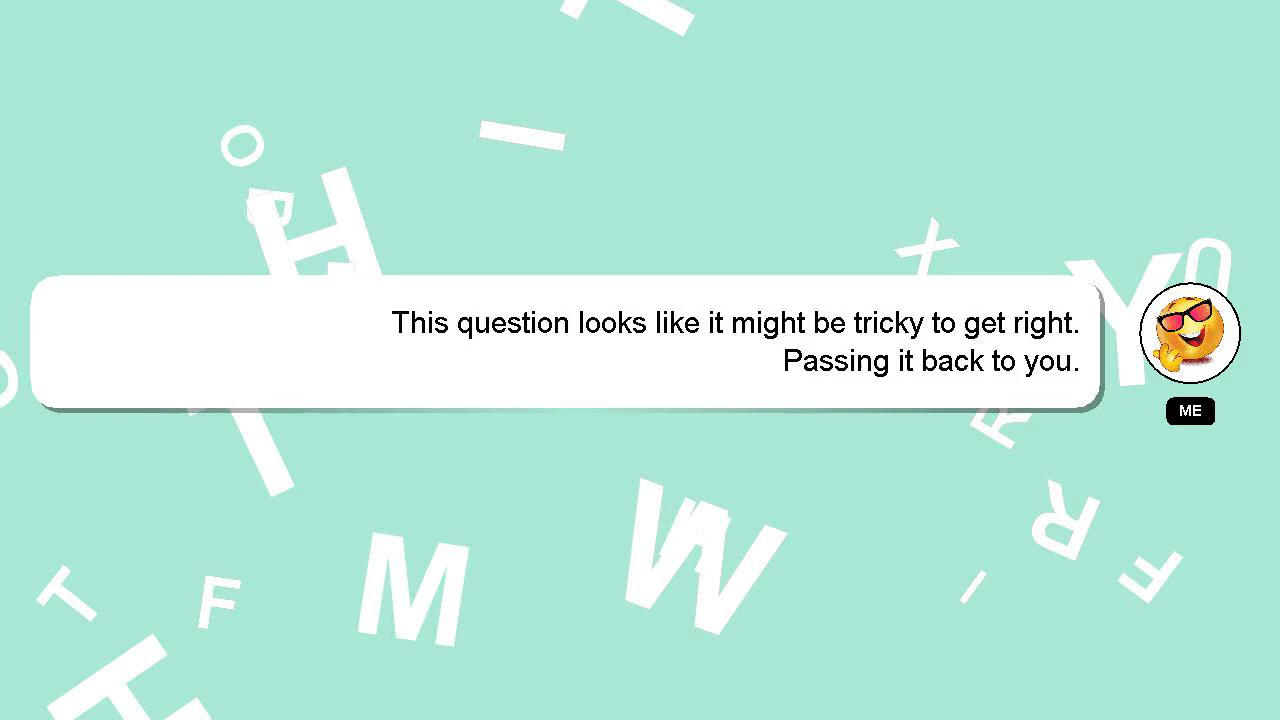 This question looks like it might be tricky to get right.
Passing it back to you.
ME